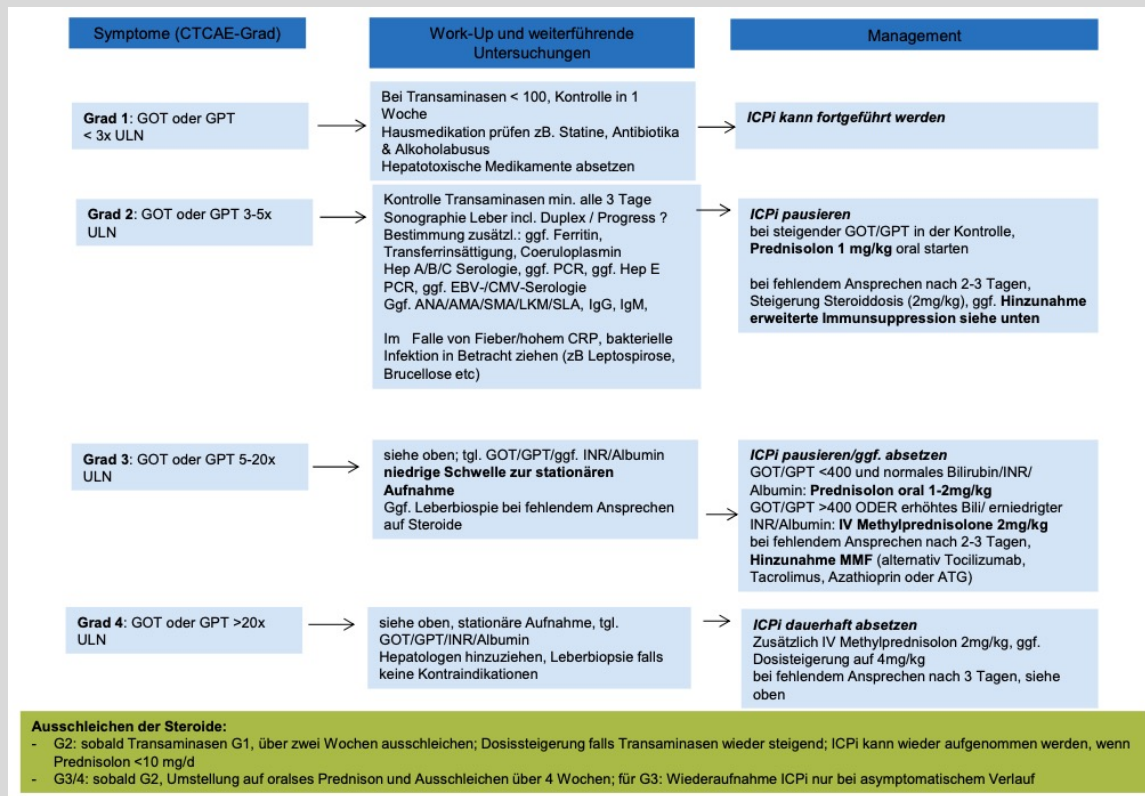 Symptome (CTCAE-Grad)
Work-Up und weiterführende
Untersuchungen
Management
Grad 1: GOT oder GPT
< 3x ULN
Bei Transaminasen < 100, Kontrolle in 1
Woche
Hausmedikation prüfen zB. Statine, Antibiotika
& Alkoholabusus
Hepatotoxische Medikamente absetzen
ICPi kann fortgeführt werden
Grad 2: GOT oder GPT 3-5x
ULN
Kontrolle Transaminasen min. alle 3 Tage
Sonographie Leber incl. Duplex / Progress ?
Bestimmung zusätzl.: ggf. Ferritin,
Transferrinsättigung, Coeruloplasmin
Hep A/B/C Serologie, ggf. PCR, ggf. Hep E
PCR, ggf. EBV-/CMV-Serologie
Ggf. ANA/AMA/SMA/LKM/SLA, IgG, IgM,
Im Falle von Fieber/hohem CRP, bakterielle
Infektion in Betracht ziehen (zB Leptospirose,
Brucellose etc)
ICPi pausieren
bei steigender GOT/GPT in der Kontrolle,
Prednisolon 1 mg/kg oral starten
bei fehlendem Ansprechen nach 2-3 Tagen,
Steigerung Steroiddosis (2mg/kg), ggf. Hinzunahme
erweiterte Immunsuppression siehe unten
Grad 3: GOT oder GPT 5-20x
ULN
siehe oben; tgl. GOT/GPT/ggf. INR/Albumin
niedrige Schwelle zur stationären
Aufnahme
Ggf. Leberbiospie bei fehlendem Ansprechen
auf Steroide
ICPi pausieren/ggf. absetzen
GOT/GPT <400 und normales Bilirubin/INR/
Albumin: Prednisolon oral 1-2mg/kg
GOT/GPT >400 ODER erhöhtes Bili/ erniedrigter
INR/Albumin: IV Methylprednisolone 2mg/kg
bei fehlendem Ansprechen nach 2-3 Tagen,
Hinzunahme MMF (alternativ Tocilizumab,
Tacrolimus, Azathioprin oder ATG)
Grad 4: GOT oder GPT >20x
ULN
siehe oben, stationäre Aufnahme, tgl.
GOT/GPT/INR/Albumin
Hepatologen hinzuziehen, Leberbiopsie falls
keine Kontraindikationen
ICPi dauerhaft absetzen
Zusätzlich IV Methylprednisolon 2mg/kg, ggf.
Dosisteigerung auf 4mg/kg
bei fehlendem Ansprechen nach 3 Tagen, siehe
oben
Ausschleichen der Steroide:
- G2: sobald Transaminasen G1, über zwei Wochen ausschleichen; Dosissteigerung falls Transaminasen wieder steigend; ICPi kann wieder aufgenommen werden, wenn
Prednisolon <10 mg/d
- G3/4: sobald G2, Umstellung auf oralses Prednison und Ausschleichen über 4 Wochen; für G3: Wiederaufnahme ICPi nur bei asymptomatischem Verlauf